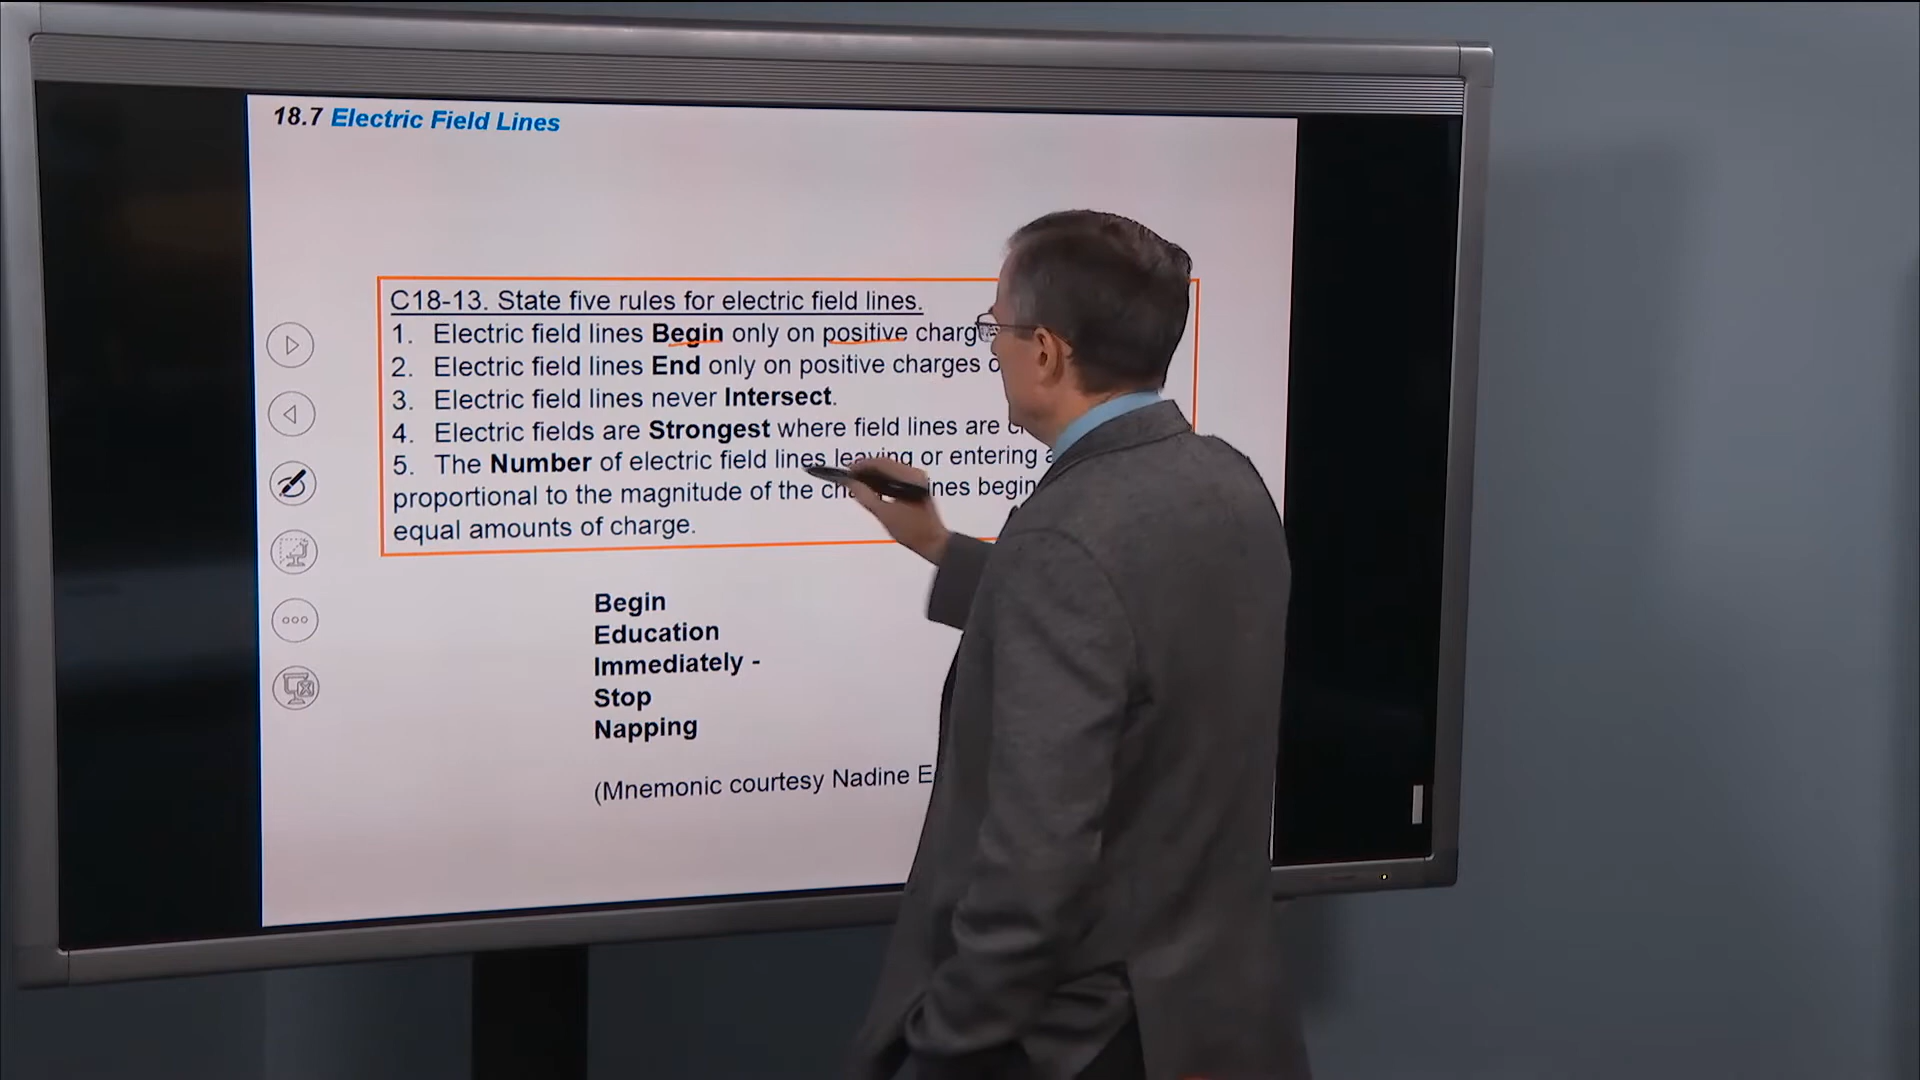 18.7 Electric Field Lines
C18-13. State five rules for electric field lines.
1. Electric field lines Begin only on positive charg
2. Electric field lines End only on positive charges o
3. Electric field lines never Intersect.
4. Electric fields are Strongest where field lines are
5. The Number of electric field lines leaving or entering a
proportional to the magnitude of the lines begin
equal amounts of charge.
Begin
Education
Immediately -
Stop
Napping
(Mnemonic courtesy Nadine E